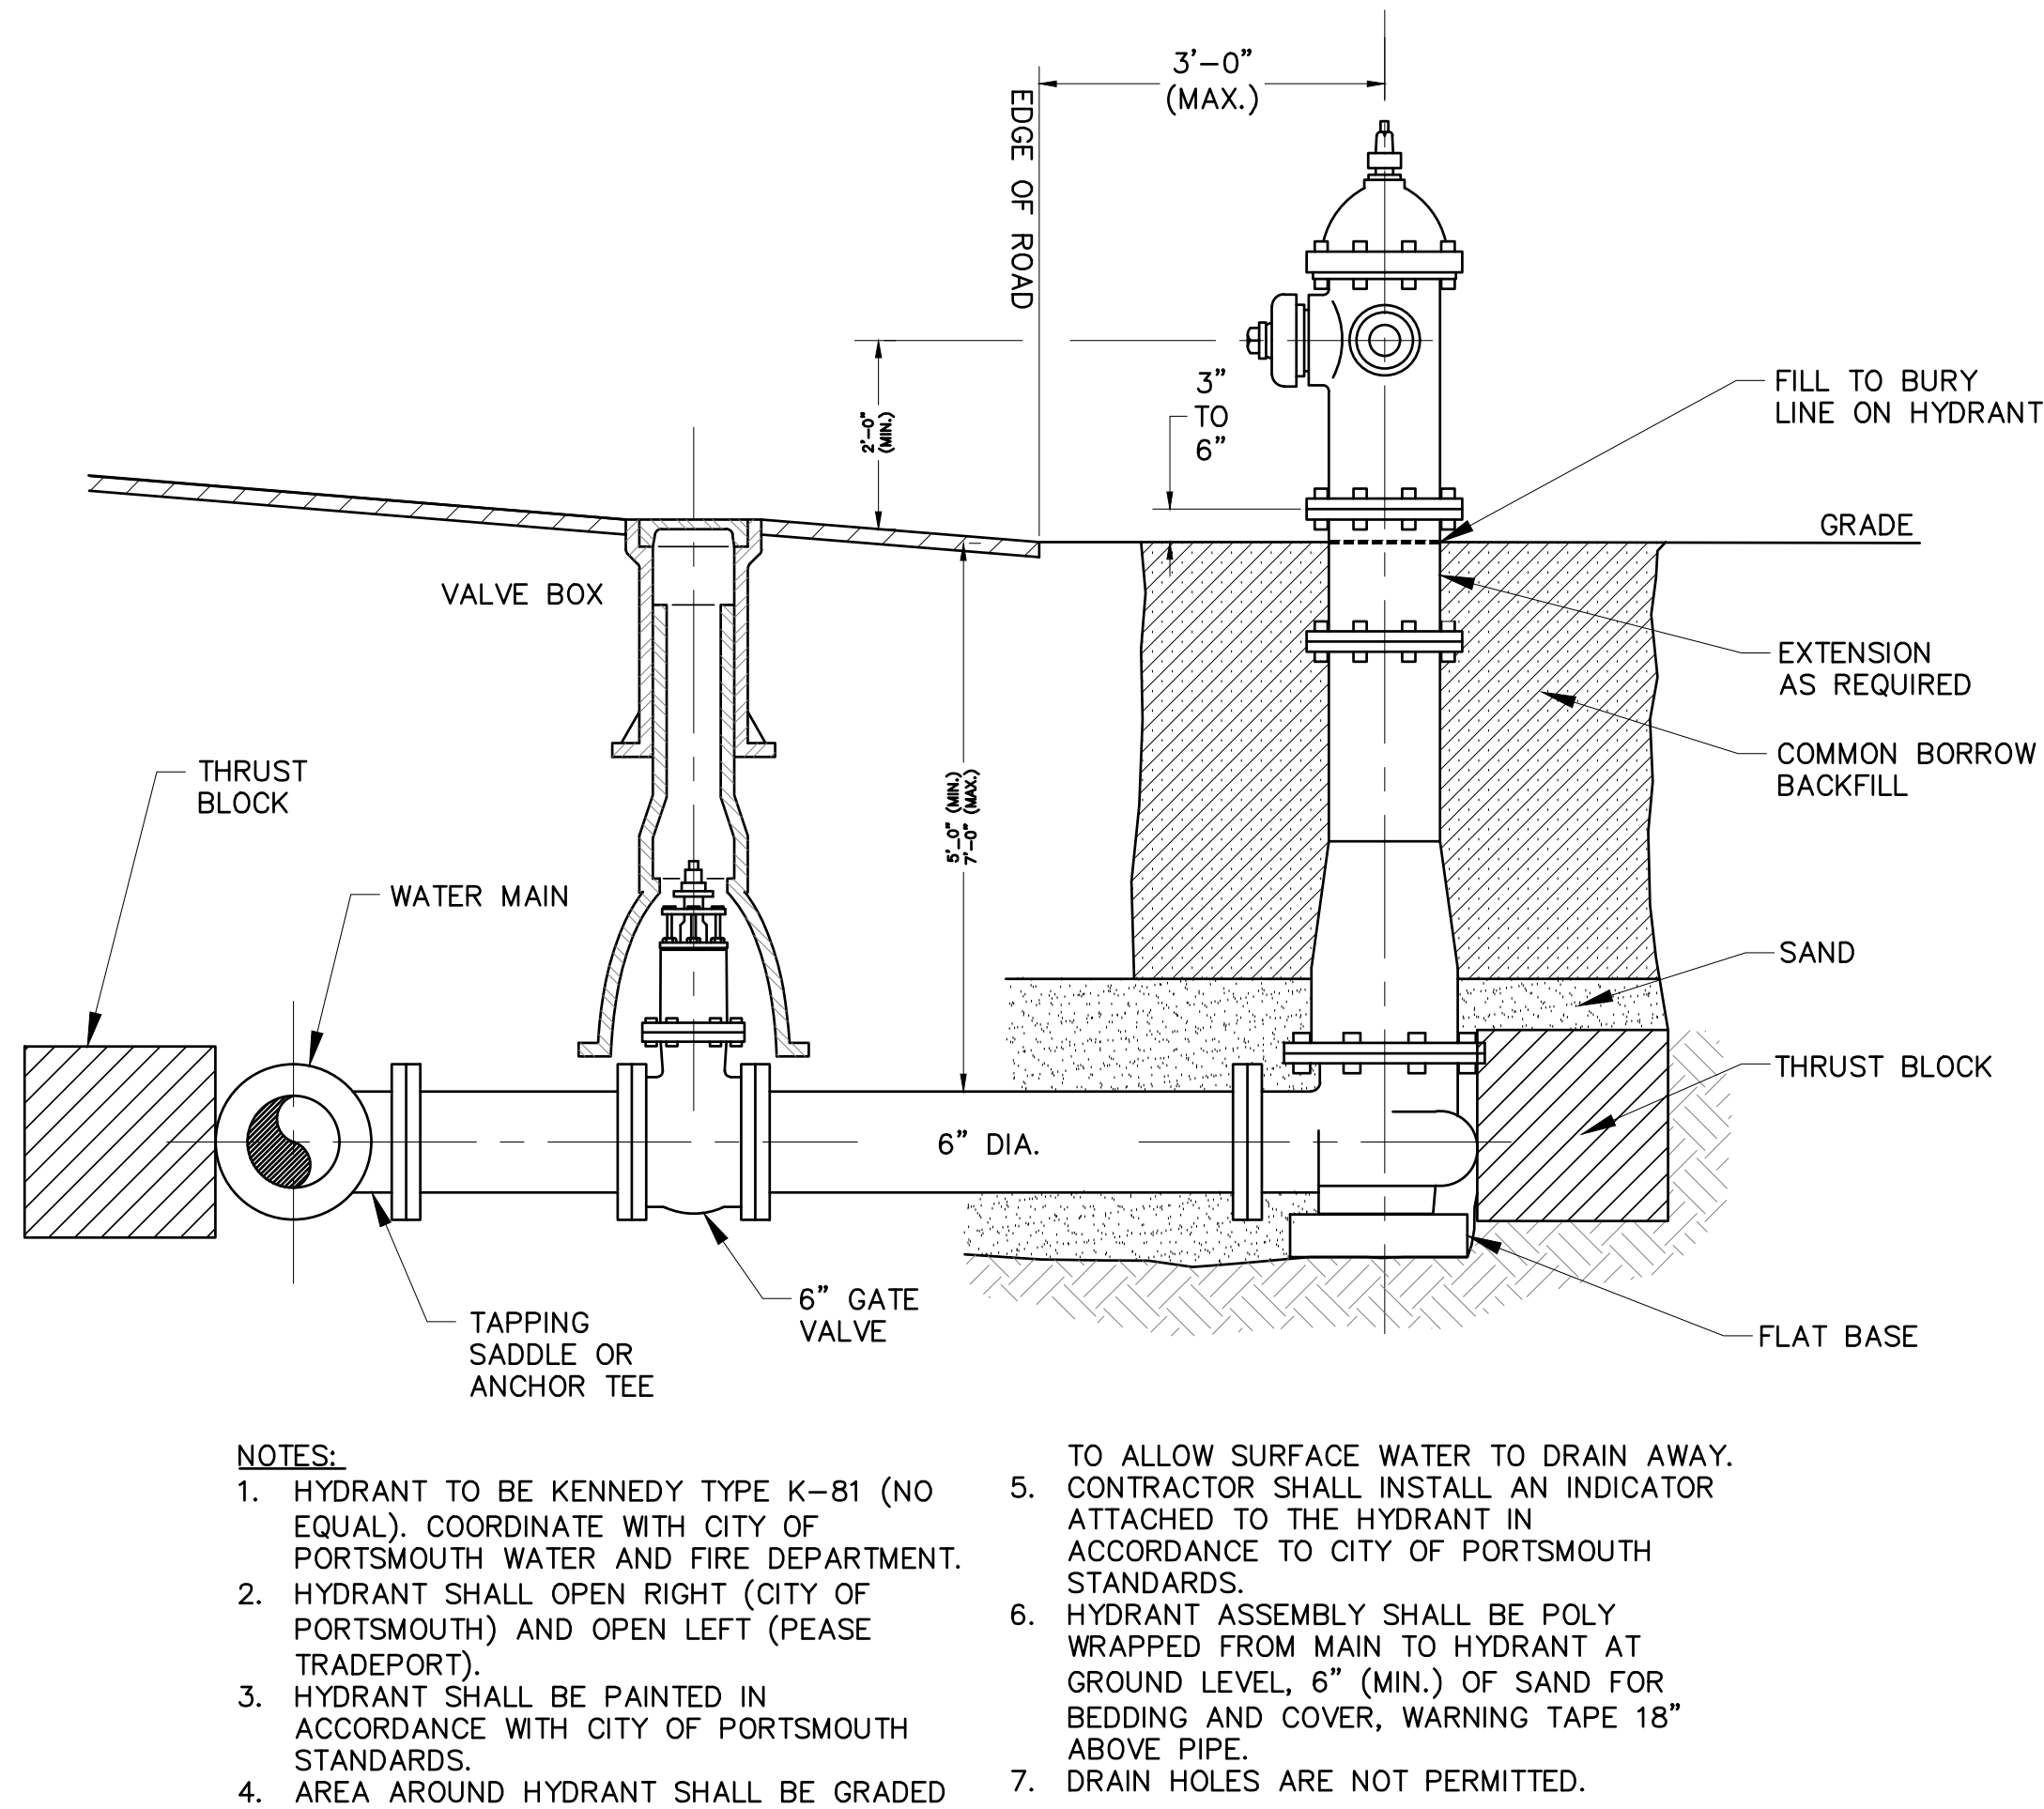 3'-0"
(MAX.)
EDGE OF ROAD
3"
TO
6"
2'-0"
(MIN.)
FILL TO BURY
LINE ON HYDRANT
GRADE
VALVE BOX
EXTENSION
AS REQUIRED
COMMON BORROW
BACKFILL
THRUST
BLOCK
5'-0" (MIN.)
7'-0" (MAX.)
WATER MAIN
SAND
THRUST BLOCK
6" DIA.
6" GATE
VALVE
TAPPING
SADDLE OR
ANCHOR TEE
FLAT BASE
NOTES:
1. HYDRANT TO BE KENNEDY TYPE K-81 (NO
EQUAL). COORDINATE WITH CITY OF
PORTSMOUTH WATER AND FIRE DEPARTMENT.
2. HYDRANT SHALL OPEN RIGHT (CITY OF
PORTSMOUTH) AND OPEN LEFT (PEASE
TRADEPORT).
3. HYDRANT SHALL BE PAINTED IN
ACCORDANCE WITH CITY OF PORTSMOUTH
STANDARDS.
4. AREA AROUND HYDRANT SHALL BE GRADED
TO ALLOW SURFACE WATER TO DRAIN AWAY.
5. CONTRACTOR SHALL INSTALL AN INDICATOR
ATTACHED TO THE HYDRANT IN
ACCORDANCE TO CITY OF PORTSMOUTH
STANDARDS.
6. HYDRANT ASSEMBLY SHALL BE POLY
WRAPPED FROM MAIN TO HYDRANT AT
GROUND LEVEL, 6" (MIN.) OF SAND FOR
BEDDING AND COVER, WARNING TAPE 18"
ABOVE PIPE.
7. DRAIN HOLES ARE NOT PERMITTED.